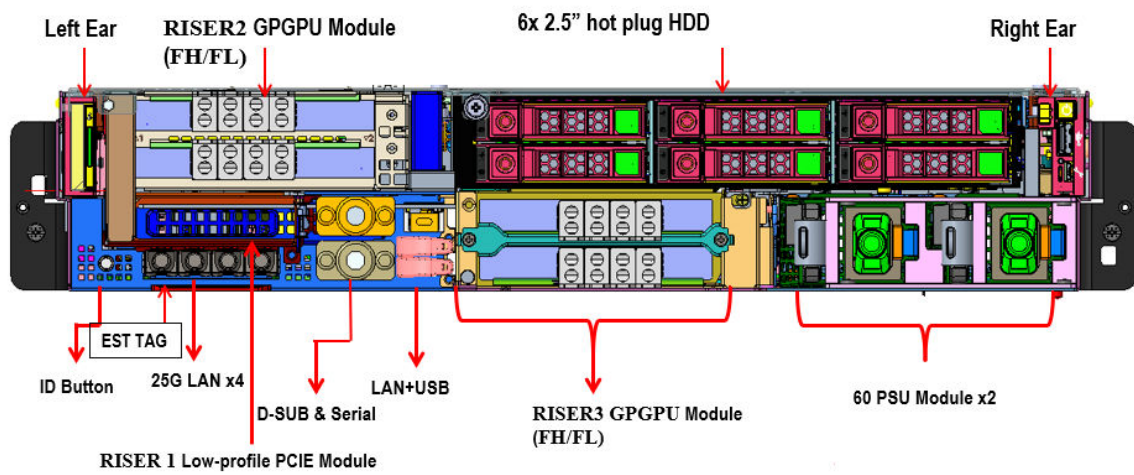 Left Ear
RISER2 GPGPU Module
(FH/FL)
6x 2.5” hot plug HDD
Right Ear
EST TAG
ID Button
25G LAN x4
D-SUB & Serial
LAN+USB
RISER3 GPGPU Module
(FH/FL)
60 PSU Module x2
RISER 1 Low-profile PCIE Module